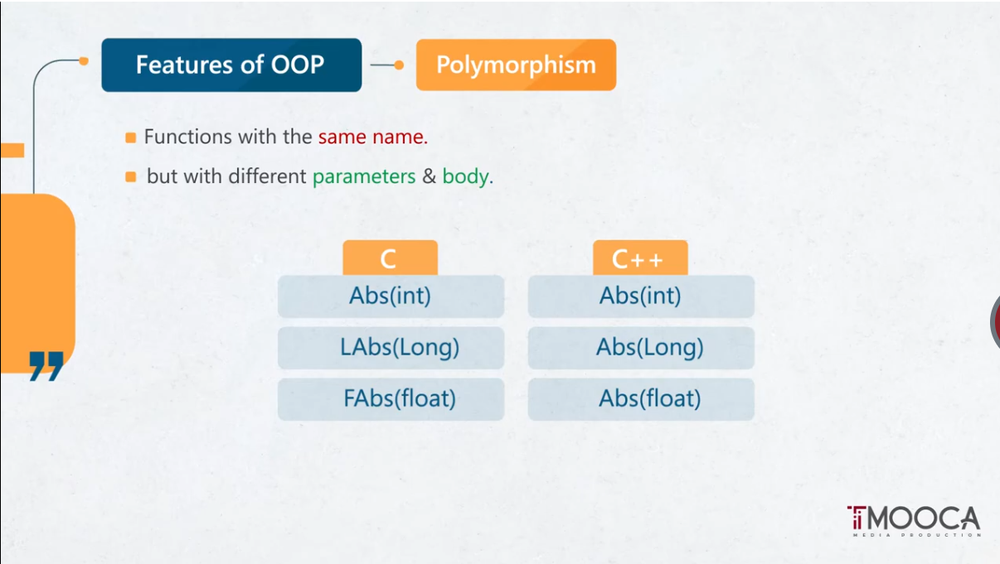 Features of OOP
Polymorphism
Functions with the same name.
but with different parameters & body.
C
C++
Abs(int)
Abs(int)
LAbs(Long)
Abs(Long)
FAbs(float)
Abs(float)
”
TMOOCA
MEDIA PRODUCTION